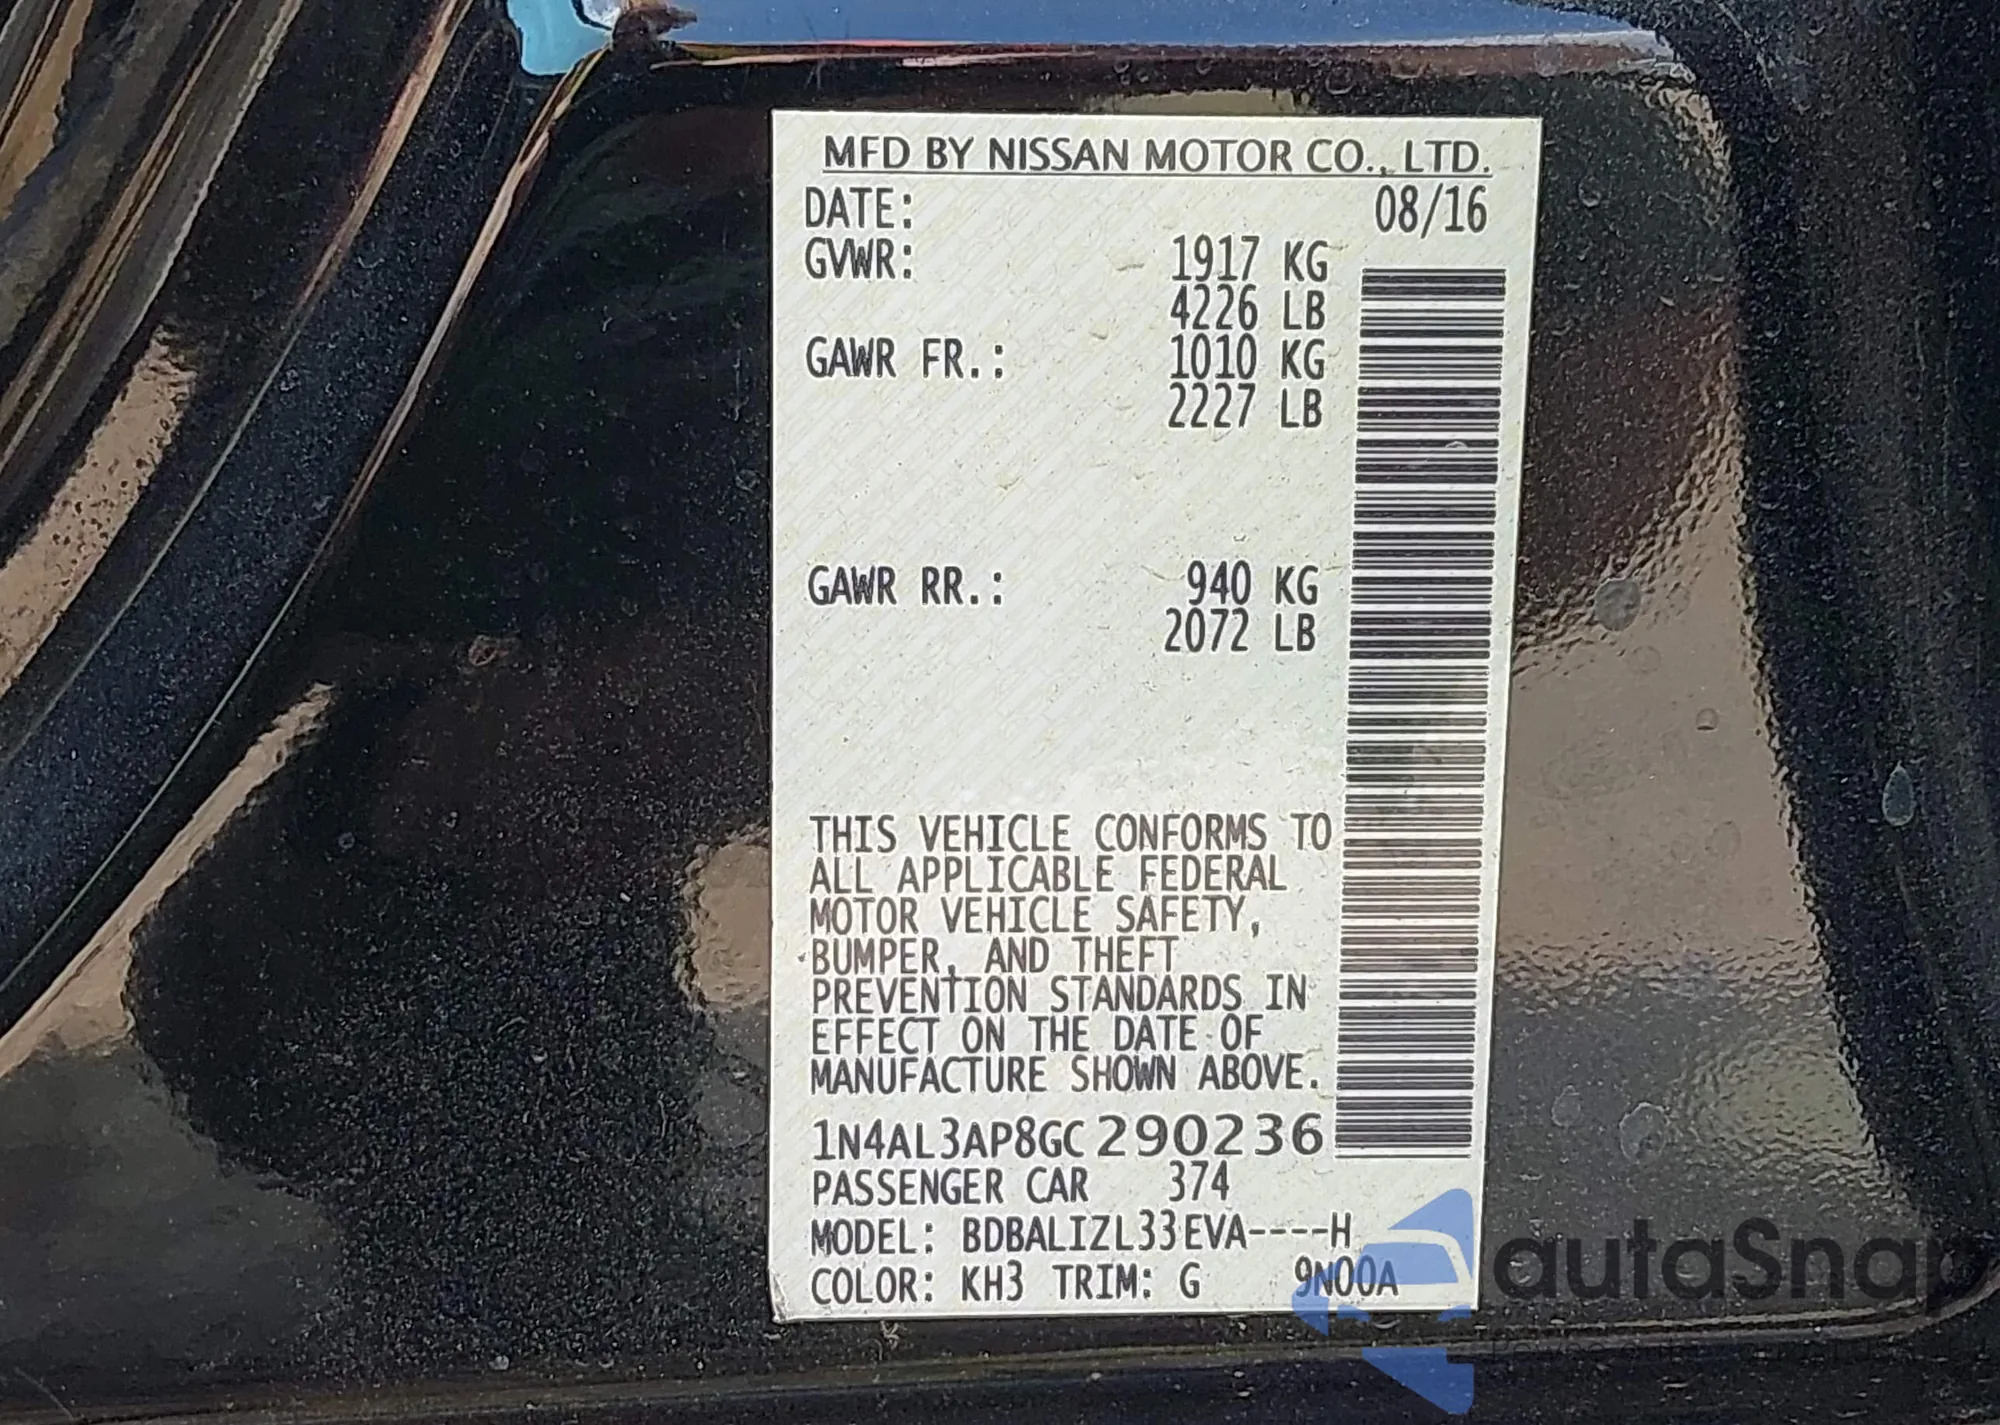 MFD BY NISSAN MOTOR CO., LTD.
DATE: 08/16
GVWR: 1917 KG
4226 LB
GAWR FR.: 1010 KG
2227 LB
GAWR RR.: 940 KG
2072 LB
THIS VEHICLE CONFORMS TO
ALL APPLICABLE FEDERAL
MOTOR VEHICLE SAFETY,
BUMPER, AND THEFT
PREVENTION STANDARDS IN
EFFECT ON THE DATE OF
MANUFACTURE SHOWN ABOVE.
1N4AL3AP8GC290236
PASSENGER CAR 374
MODEL: BDBALIZL33EVA----H
COLOR: KH3 TRIM: G 9N00A
autaSnap